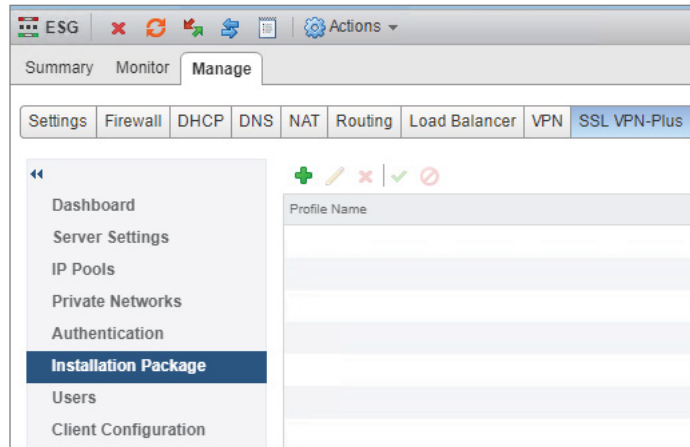 ESG Actions
Summary Monitor Manage
Settings Firewall DHCP DNS NAT Routing Load Balancer VPN SSL VPN-Plus
Dashboard
Profile Name
Server Settings
IP Pools
Private Networks
Authentication
Installation Package
Users
Client Configuration